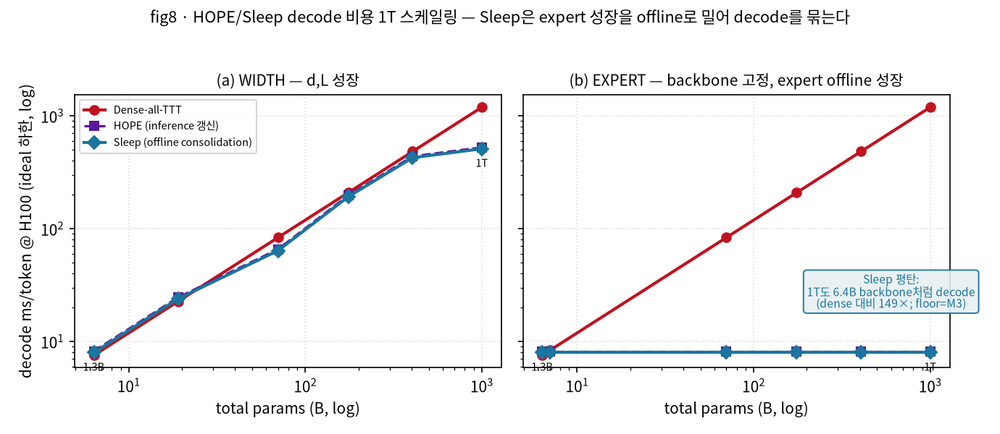 fig8 · HOPE/Sleep decode 비용 1T 스케일링 — Sleep은 expert 성장을 offline로 밀어 decode를 묶는다
(a) WIDTH — d,L 성장
decode ms/token @ H100 (ideal 하한, log)
10³
10²
10¹
Dense-all-TTT
HOPE (inference 갱신)
Sleep (offline consolidation)
1T
1.3B
10¹
10²
10³
total params (B, log)
(b) EXPERT — backbone 고정, expert offline 성장
Sleep 평탄:
1T도 6.4B backbone처럼 decode
(dense 대비 149×; floor=M3)
1.3B
1T
10¹
10²
10³
total params (B, log)